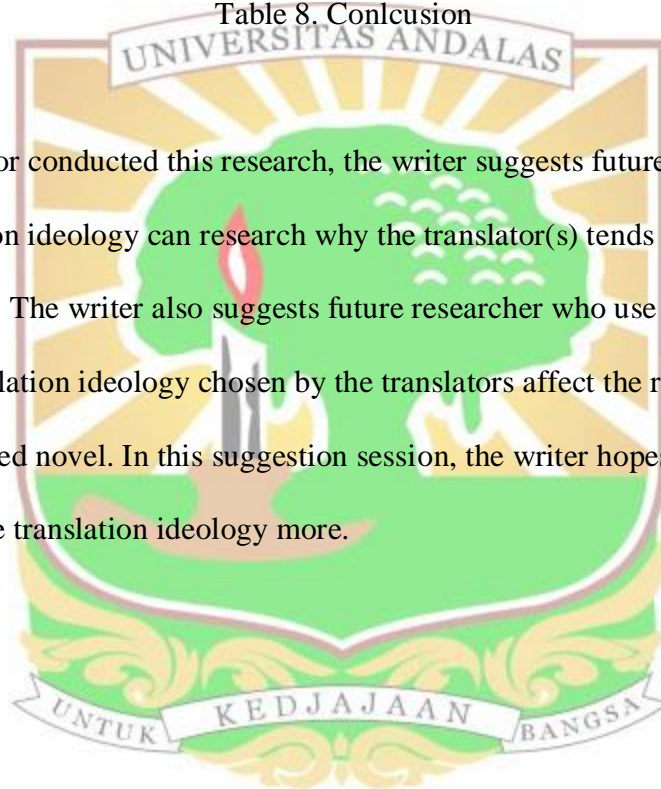 Table 8. Conlcusion
UNIVERSITAS ANDALAS
or conducted this research, the writer suggests future
on ideology can research why the translator(s) tends
The writer also suggests future researcher who use
lation ideology chosen by the translators affect the r
ed novel. In this suggestion session, the writer hopes
e translation ideology more.
UNTUK KEDJAJAAN BANGSA